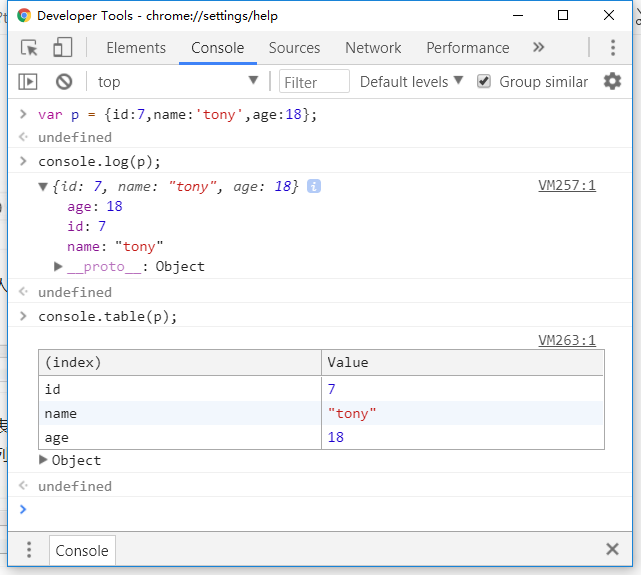 Developer Tools - chrome://settings/help
Elements Console Sources Network Performance »
top Filter Default levels Group similar
var p = {id:7,name:'tony',age:18};
undefined
console.log(p);
{id: 7, name: "tony", age: 18} i VM257:1
age: 18
id: 7
name: "tony"
__proto__: Object
undefined
console.table(p);
VM263:1
(index) Value
id 7
name "tony"
age 18
Object
undefined
Console